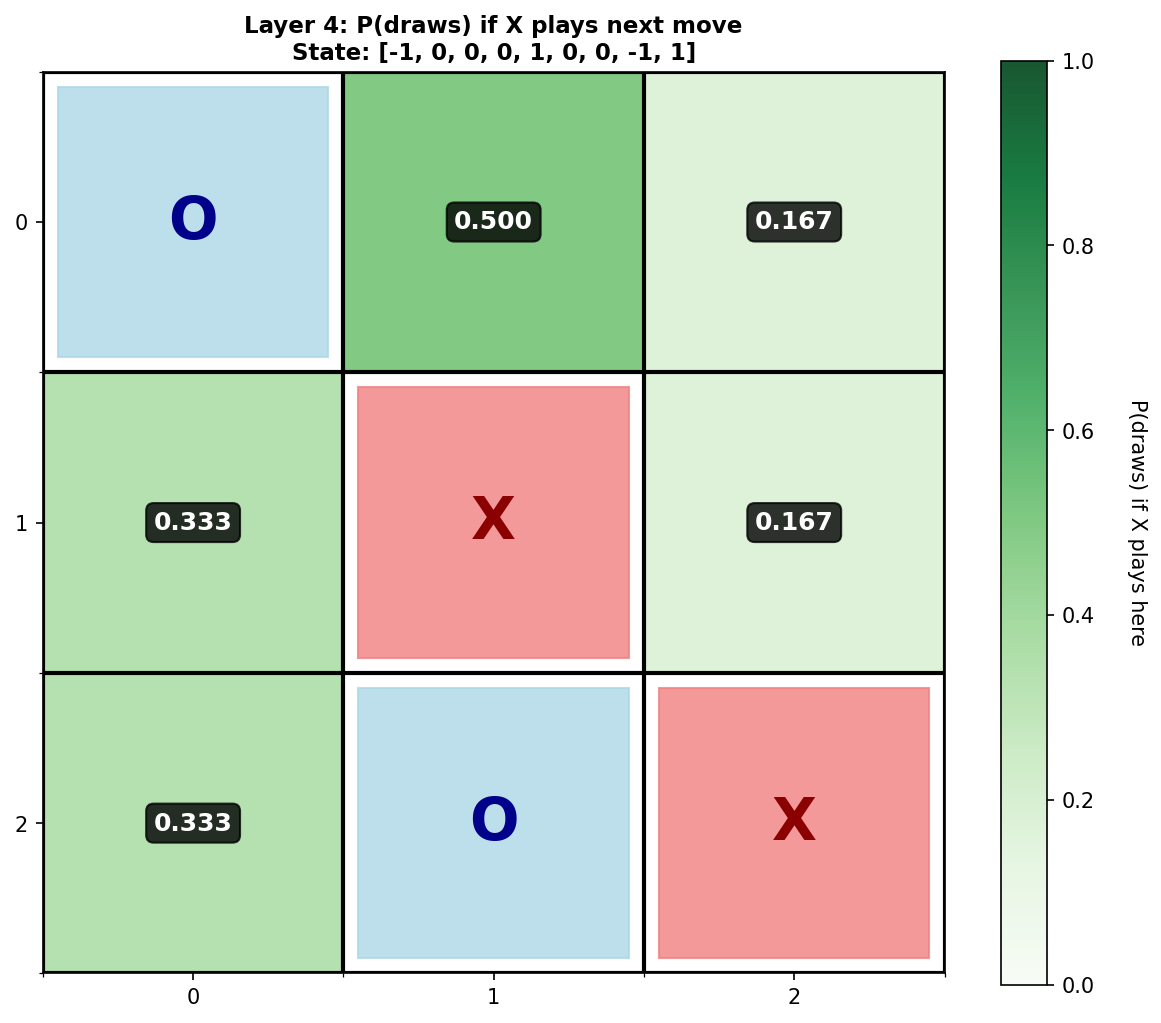 Layer 4: P(draws) if X plays next move
State: [-1, 0, 0, 0, 1, 0, 0, -1, 1]
O
0.500
0.167
0.333
X
0.167
0.333
O
X
0
1
2
0
1
2
1.0
0.8
0.6
0.4
0.2
0.0
P(draws) if X plays here